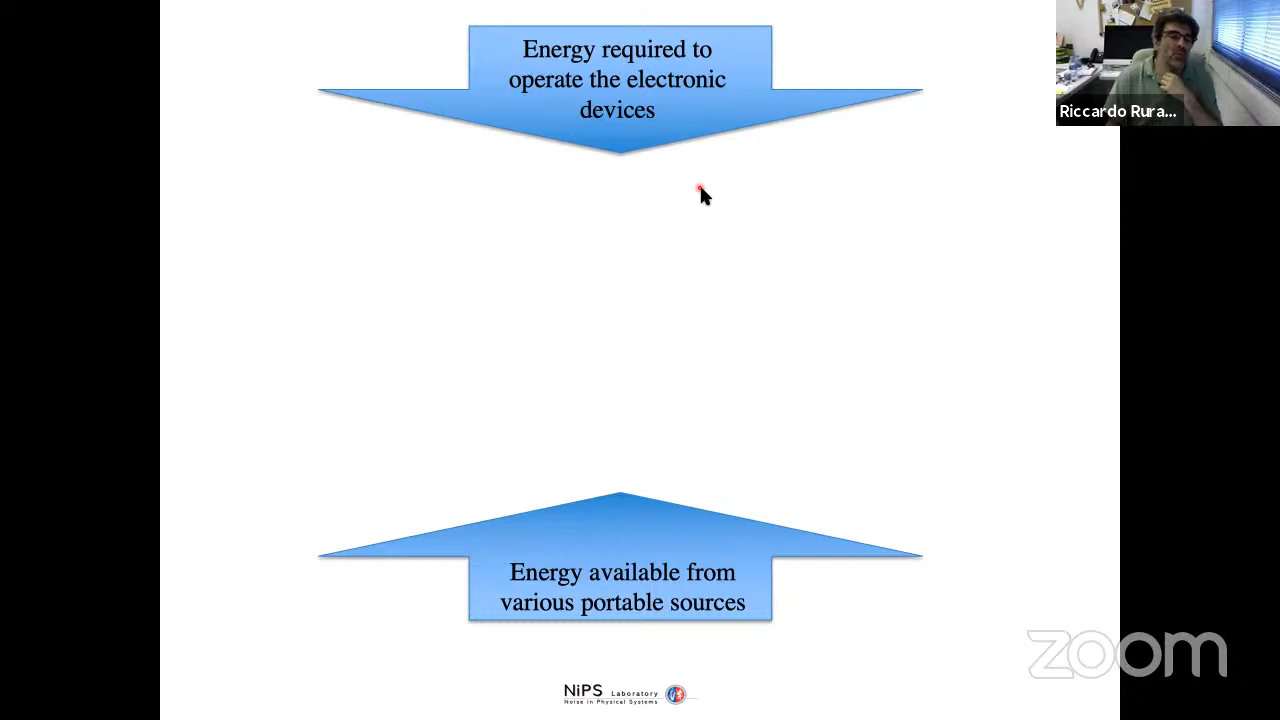 Energy required to
operate the electronic
devices
Riccardo Rura...
Energy available from
various portable sources
zoom
NiPS Laboratory
Noise in Physical Systems